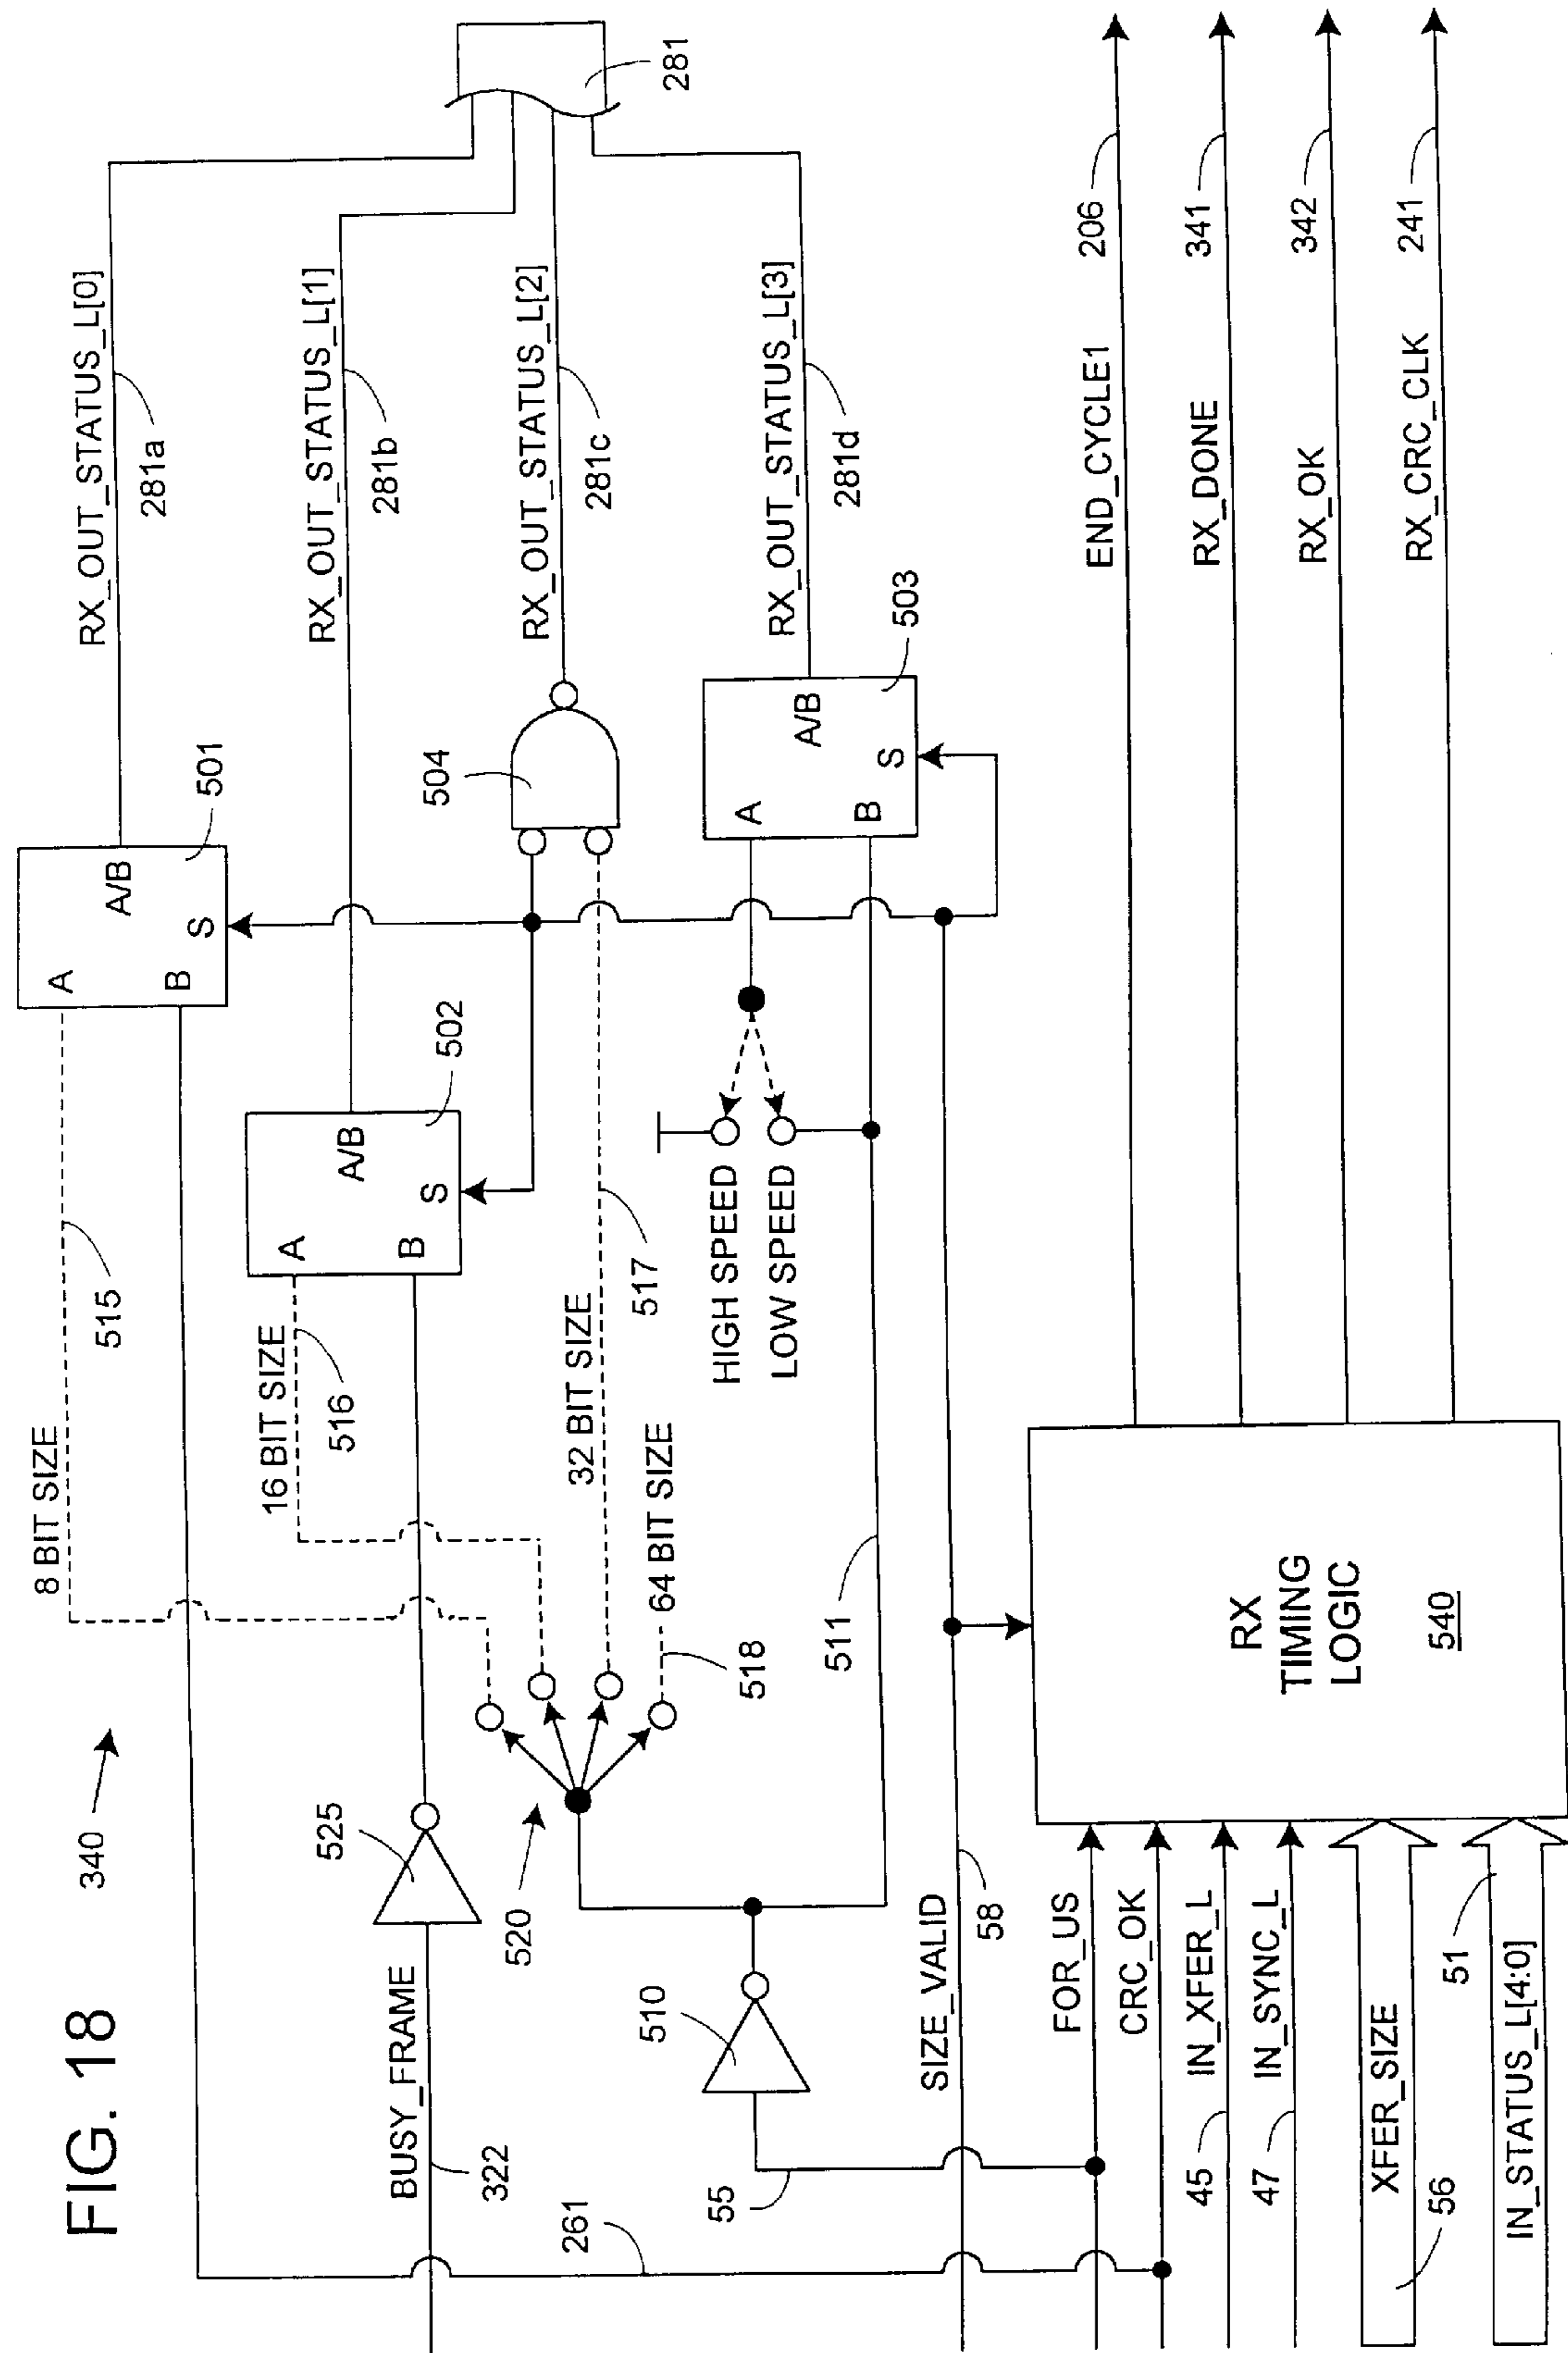 FIG. 18
340
8 BIT SIZE
515
A
B
A/B
S
501
RX_OUT_STATUS_L[0]
281a
16 BIT SIZE
516
A
B
A/B
S
502
RX_OUT_STATUS_L[1]
281b
BUSY_FRAME
322
525
520
32 BIT SIZE
517
504
RX_OUT_STATUS_L[2]
281c
281
64 BIT SIZE
518
HIGH SPEED
LOW SPEED
A
B
A/B
S
503
RX_OUT_STATUS_L[3]
281d
261
55
510
511
SIZE_VALID
58
FOR_US
CRC_OK
45
IN_XFER_L
47
IN_SYNC_L
XFER_SIZE
56
51
IN_STATUS_L[4:0]
RX
TIMING
LOGIC
540
END_CYCLE1
206
RX_DONE
341
RX_OK
342
RX_CRC_CLK
241